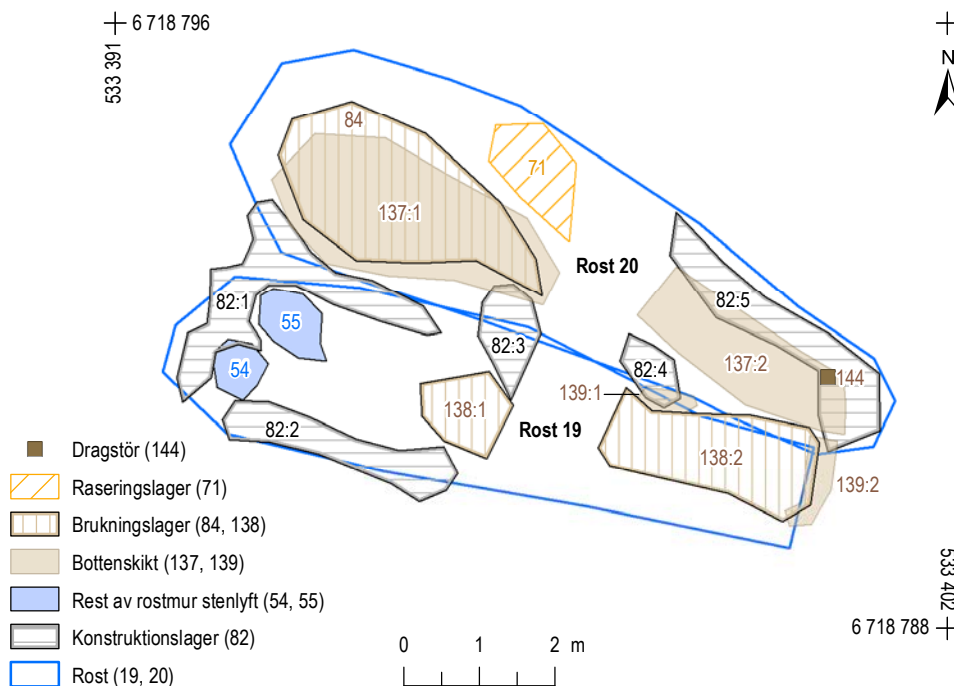 6 718 796
533 391
N
84
71
137:1
Rost 20
82:1
82:5
55
82:3
54
82:4
137:2
144
139:1
138:1
Rost 19
82:2
138:2
139:2
Dragstör (144)
Raseringslager (71)
Brukningslager (84, 138)
Bottenskikt (137, 139)
Rest av rostmur stenlyft (54, 55)
Konstruktionslager (82)
Rost (19, 20)
533 402
6 718 788
0 1 2 m